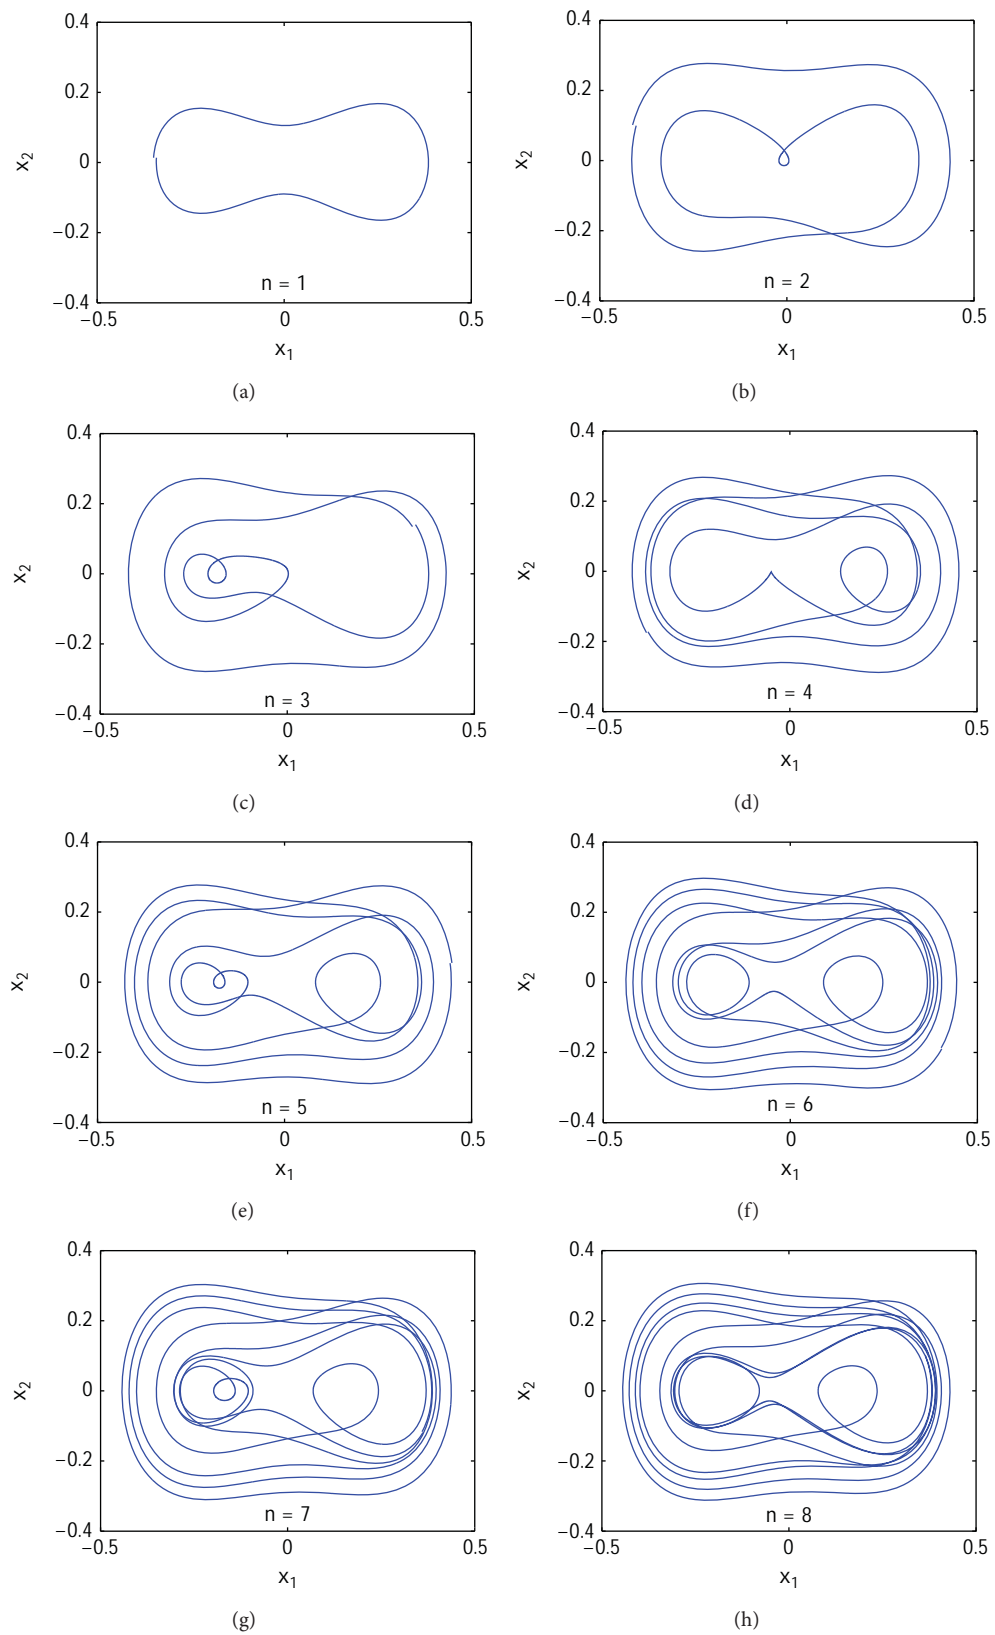 0.4
0.2
0
−0.2
−0.4
x2
n = 1
−0.5
0
0.5
x1
(a)
0.4
0.2
0
−0.2
−0.4
x2
n = 2
−0.5
0
0.5
x1
(b)
0.4
0.2
0
−0.2
−0.4
x2
n = 3
−0.5
0
0.5
x1
(c)
0.4
0.2
0
−0.2
−0.4
x2
n = 4
−0.5
0
0.5
x1
(d)
0.4
0.2
0
−0.2
−0.4
x2
n = 5
−0.5
0
0.5
x1
(e)
0.4
0.2
0
−0.2
−0.4
x2
n = 6
−0.5
0
0.5
x1
(f)
0.4
0.2
0
−0.2
−0.4
x2
n = 7
−0.5
0
0.5
x1
(g)
0.4
0.2
0
−0.2
−0.4
x2
n = 8
−0.5
0
0.5
x1
(h)